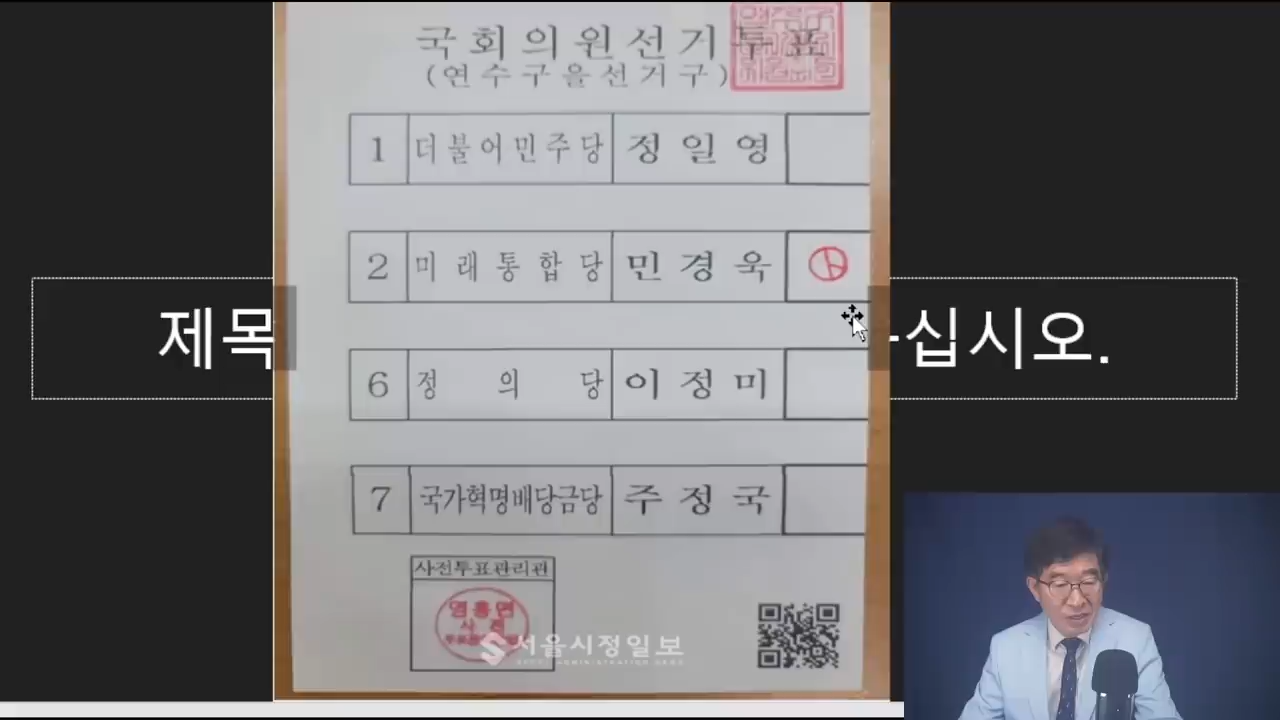 국회의원선거투표
(연수구을선거구)
1 더불어민주당 정일영
2 미래통합당 민경욱
제목 십시오.
6 정의당 이정미
7 국가혁명배당금당 주정국
사전투표관리관
서울시정일보